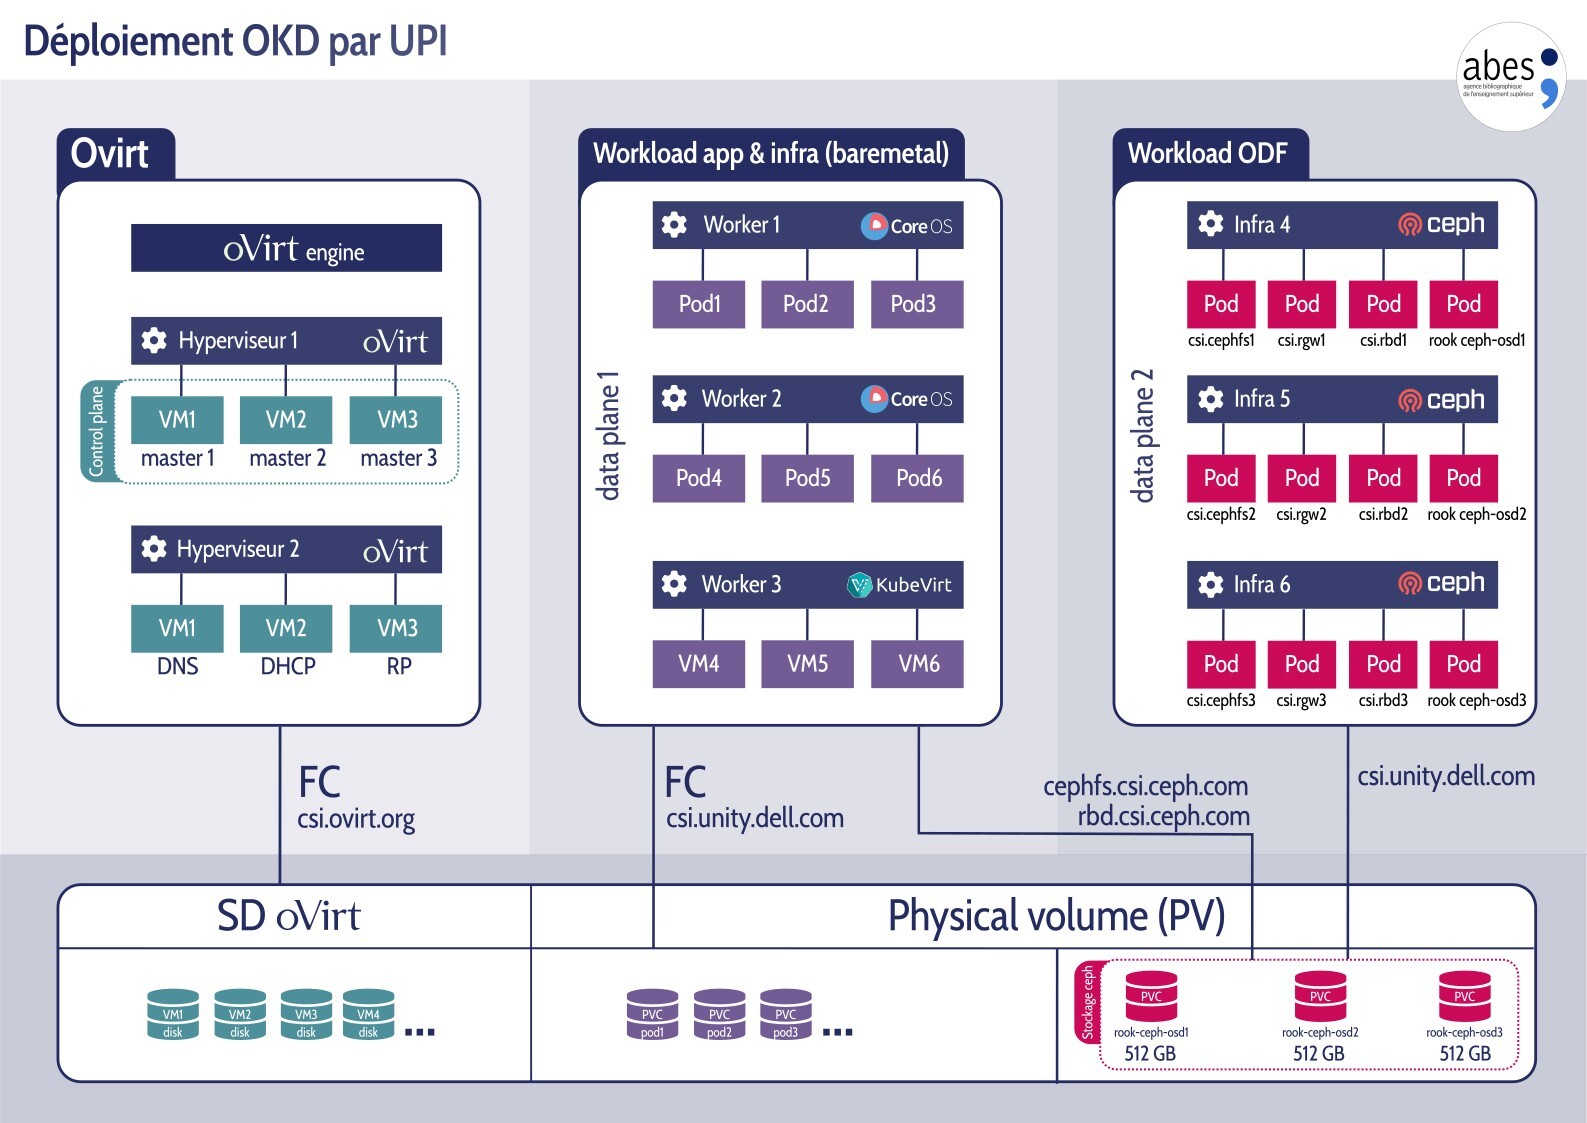 Déploiement OKD par UPI
abes
agence bibliographique
de l'enseignement supérieur
Ovirt
oVirt engine
Hyperviseur 1 oVirt
Control plane
VM1 VM2 VM3
master 1 master 2 master 3
Hyperviseur 2 oVirt
VM1 VM2 VM3
DNS DHCP RP
Workload app & infra (baremetal)
data plane 1
Worker 1 Core OS
Pod1 Pod2 Pod3
Worker 2 Core OS
Pod4 Pod5 Pod6
Worker 3 KubeVirt
VM4 VM5 VM6
Workload ODF
data plane 2
Infra 4 ceph
Pod Pod Pod Pod
csi.cephfs1 csi.rgw1 csi.rbd1 rook ceph-osd1
Infra 5 ceph
Pod Pod Pod Pod
csi.cephfs2 csi.rgw2 csi.rbd2 rook ceph-osd2
Infra 6 ceph
Pod Pod Pod Pod
csi.cephfs3 csi.rgw3 csi.rbd3 rook ceph-osd3
FC
csi.ovirt.org
FC
csi.unity.dell.com
cephfs.csi.ceph.com
rbd.csi.ceph.com
csi.unity.dell.com
SD oVirt
Physical volume (PV)
VM1 VM2 VM3 VM4
disk disk disk disk ...
PVC PVC PVC
pod1 pod2 pod3 ...
Stockage ceph
PVC PVC PVC
rook-ceph-osd1 rook-ceph-osd2 rook-ceph-osd3
512 GB 512 GB 512 GB